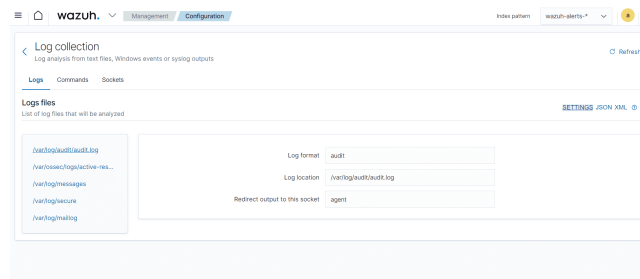 wazuh.
Management
Configuration
Index pattern
wazuh-alerts-*
a
Log collection
Log analysis from text files, Windows events or syslog outputs
Refresh
Logs
Commands
Sockets
Logs files
List of log files that will be analyzed
SETTINGS JSON XML
/var/log/audit/audit.log
/var/ossec/logs/active-res...
/var/log/messages
/var/log/secure
/var/log/maillog
Log format
audit
Log location
/var/log/audit/audit.log
Redirect output to this socket
agent